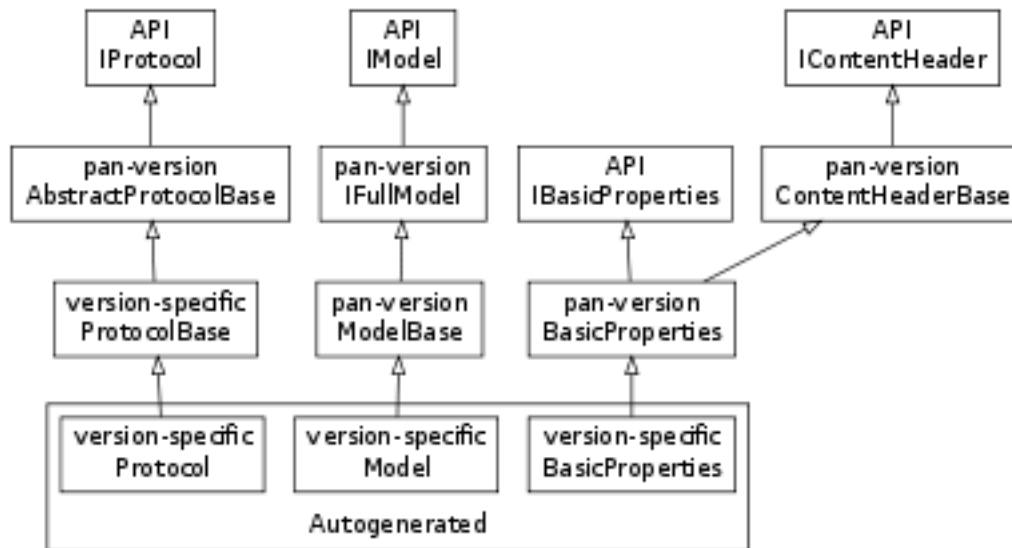 API
IProtocol
API
IModel
API
IContentHeader
pan-version
AbstractProtocolBase
pan-version
IFullModel
API
IBasicProperties
pan-version
ContentHeaderBase
version-specific
ProtocolBase
pan-version
ModelBase
pan-version
BasicProperties
version-specific
Protocol
version-specific
Model
version-specific
BasicProperties
Autogenerated